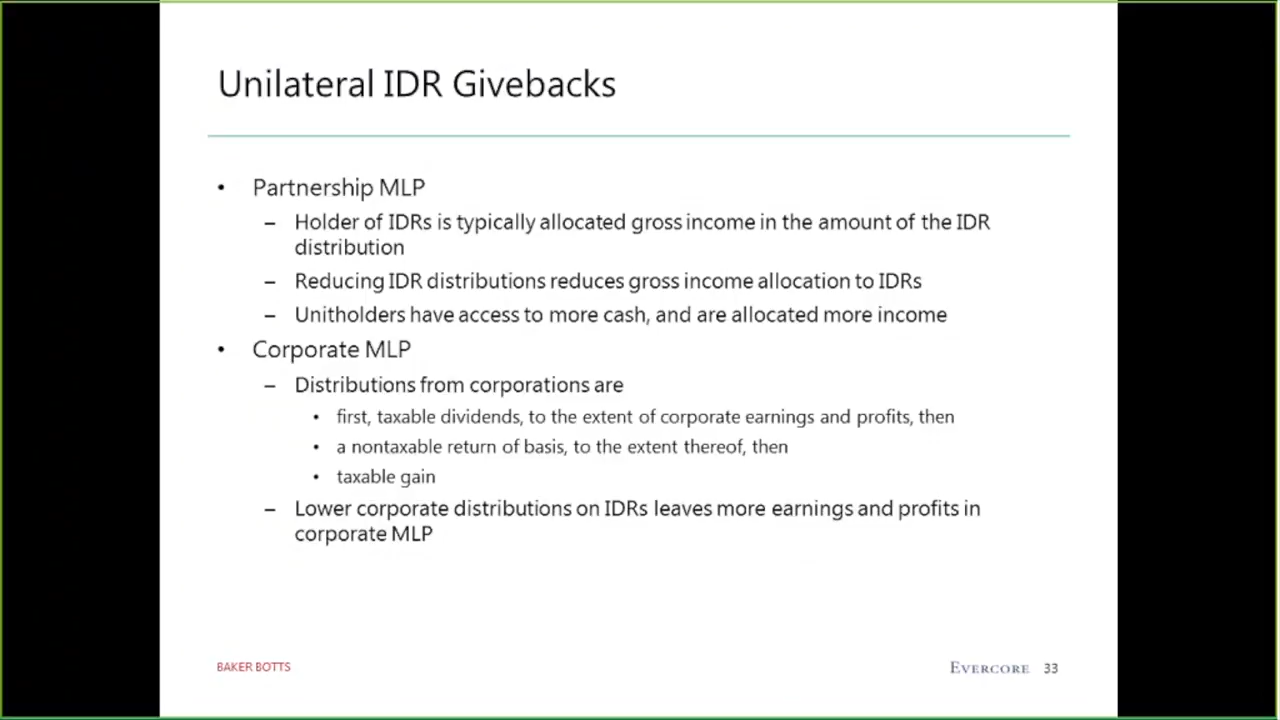 Unilateral IDR Givebacks
• Partnership MLP
– Holder of IDRs is typically allocated gross income in the amount of the IDR
distribution
– Reducing IDR distributions reduces gross income allocation to IDRs
– Unitholders have access to more cash, and are allocated more income
• Corporate MLP
– Distributions from corporations are
• first, taxable dividends, to the extent of corporate earnings and profits, then
• a nontaxable return of basis, to the extent thereof, then
• taxable gain
– Lower corporate distributions on IDRs leaves more earnings and profits in
corporate MLP
BAKER BOTTS
EVERCORE 33